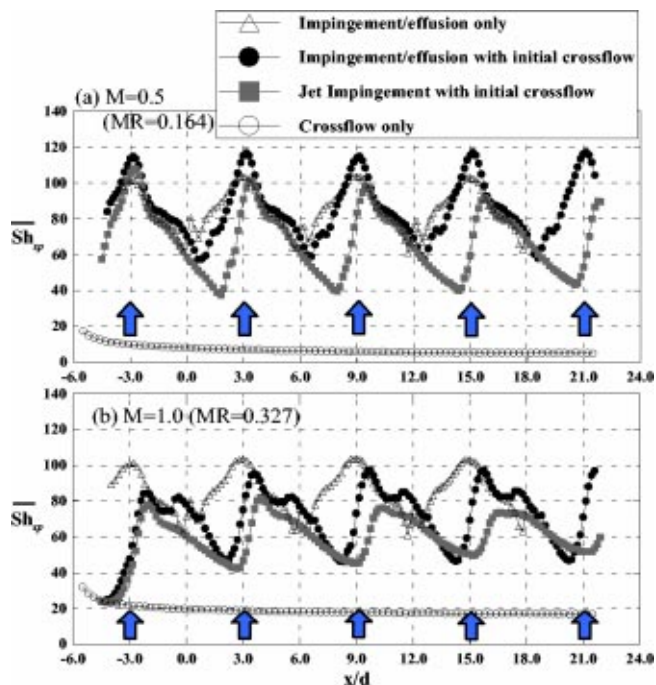 Impingement/effusion only
Impingement/effusion with initial crossflow
Jet Impingement with initial crossflow
Crossflow only
(a) M=0.5
(MR=0.164)
140
120
100
80
60
40
20
0
Shφ
-6.0 -3.0 0.0 3.0 6.0 9.0 12.0 15.0 18.0 21.0 24.0
(b) M=1.0 (MR=0.327)
140
120
100
80
60
40
20
0
Shφ
-6.0 -3.0 0.0 3.0 6.0 9.0 12.0 15.0 18.0 21.0 24.0
x/d